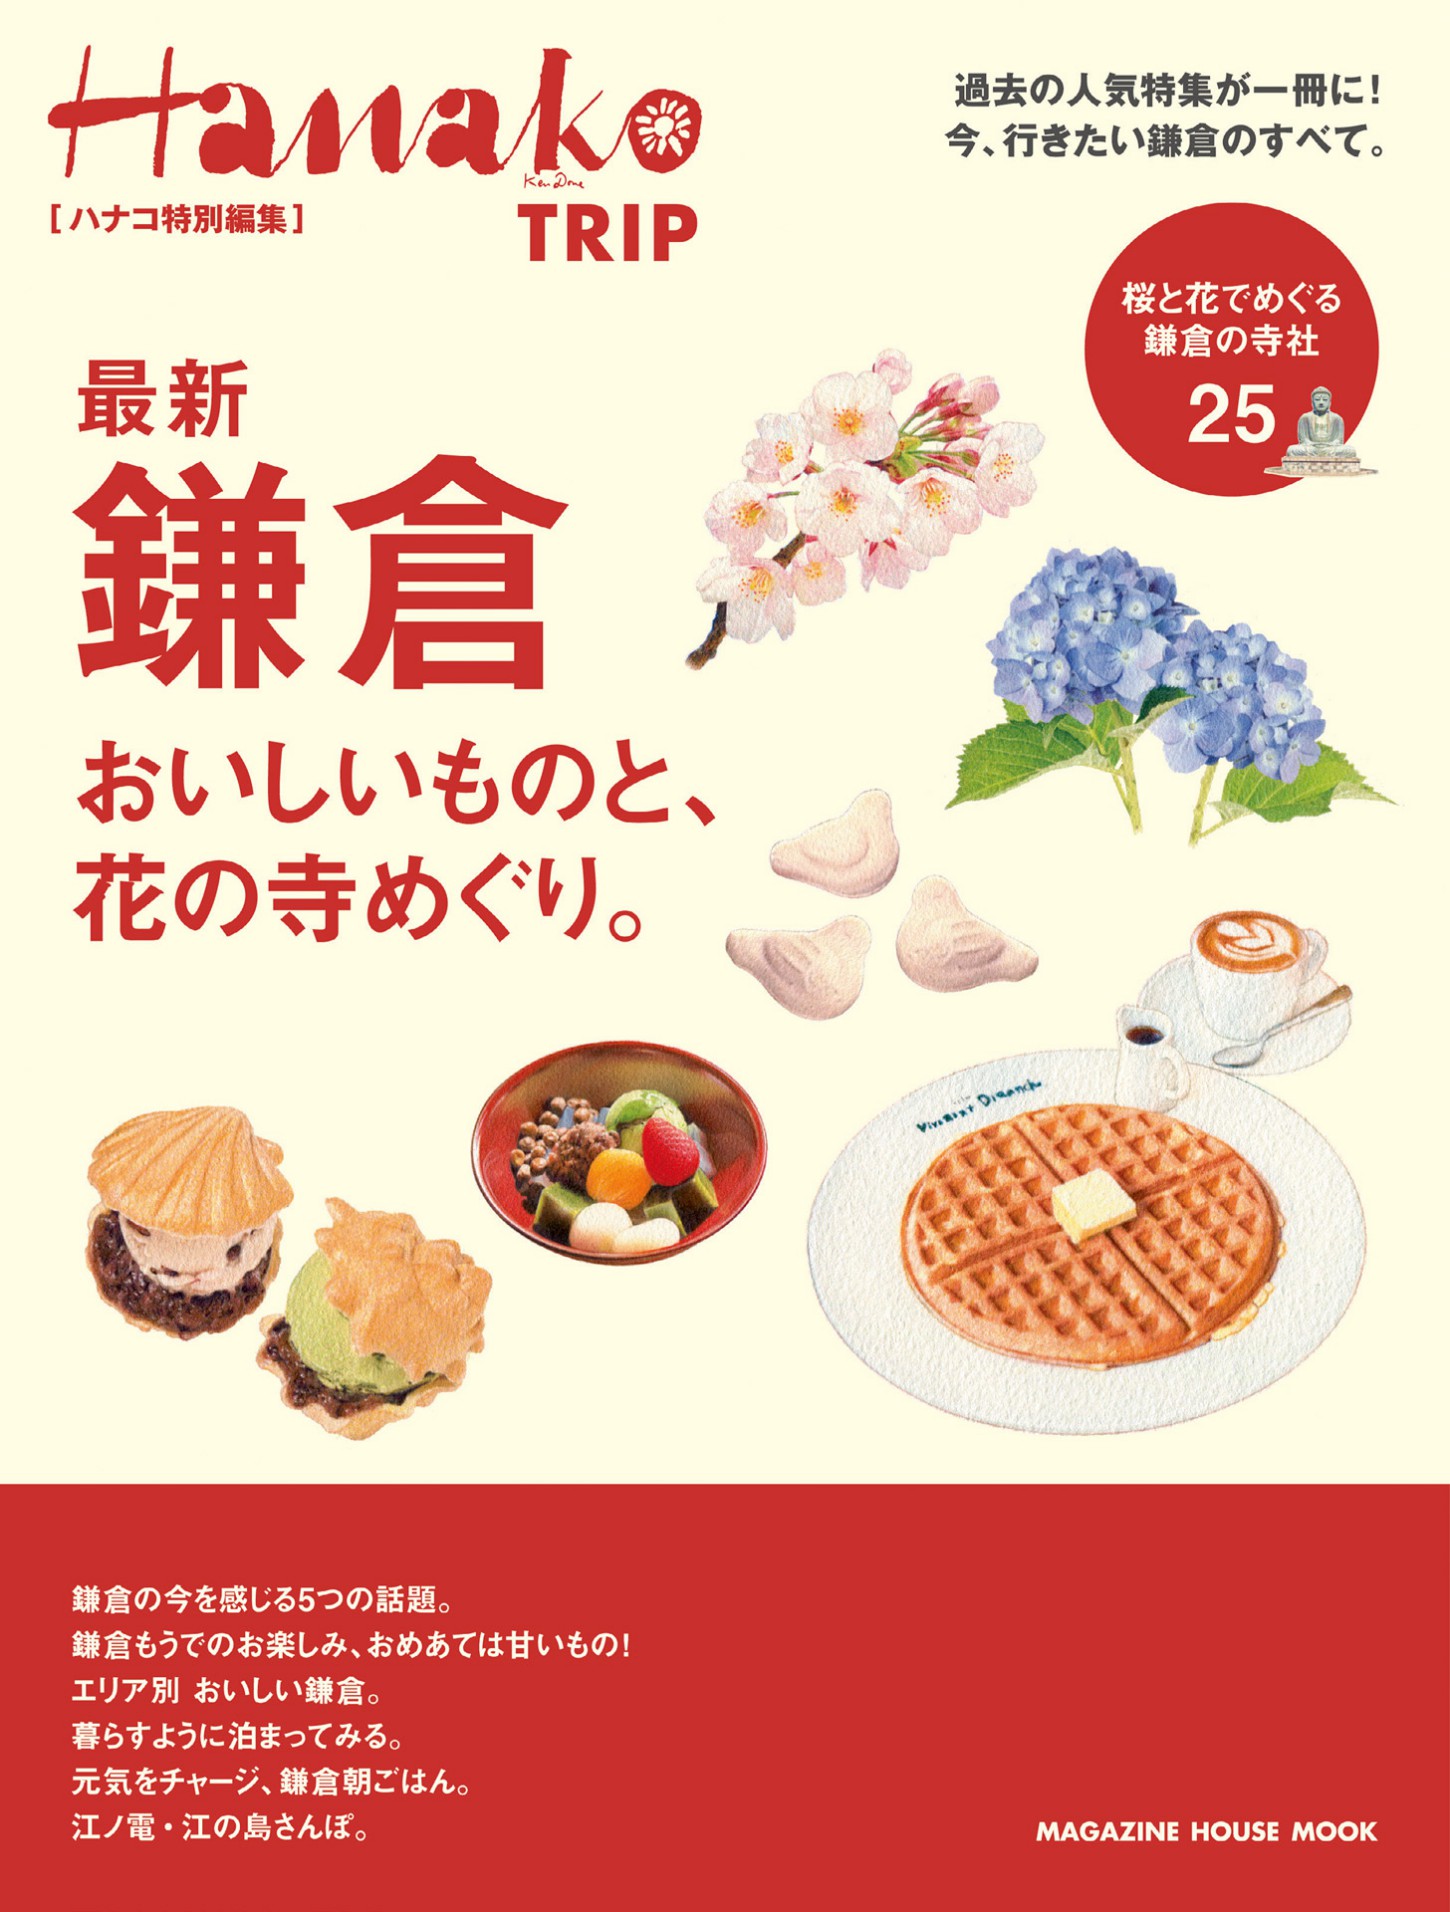 Hanako
Ken Done
TRIP
[ハナコ特別編集]
過去の人気特集が一冊に!
今、行きたい鎌倉のすべて。
桜と花でめぐる
鎌倉の寺社
25
最新
鎌倉
おいしいものと、
花の寺めぐり。
鎌倉の今を感じる5つの話題。
鎌倉もうでのお楽しみ、おめあては甘いもの!
エリア別 おいしい鎌倉。
暮らすように泊まってみる。
元気をチャージ、鎌倉朝ごはん。
江ノ電・江の島さんぽ。
MAGAZINE HOUSE MOOK